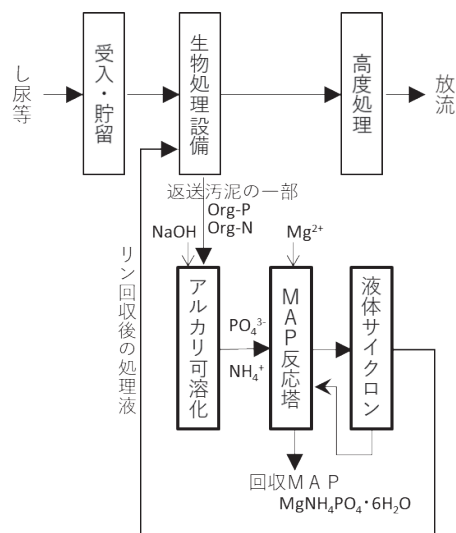 し尿等
受入・貯留
生物処理設備
高度処理
放流
返送汚泥の一部
Org-P
Org-N
NaOH
Mg²⁺
リン回収後の処理液
アルカリ可溶化
PO₄³⁻
NH₄⁺
MAP反応塔
液体サイクロン
回収MAP
MgNH₄PO₄・6H₂O